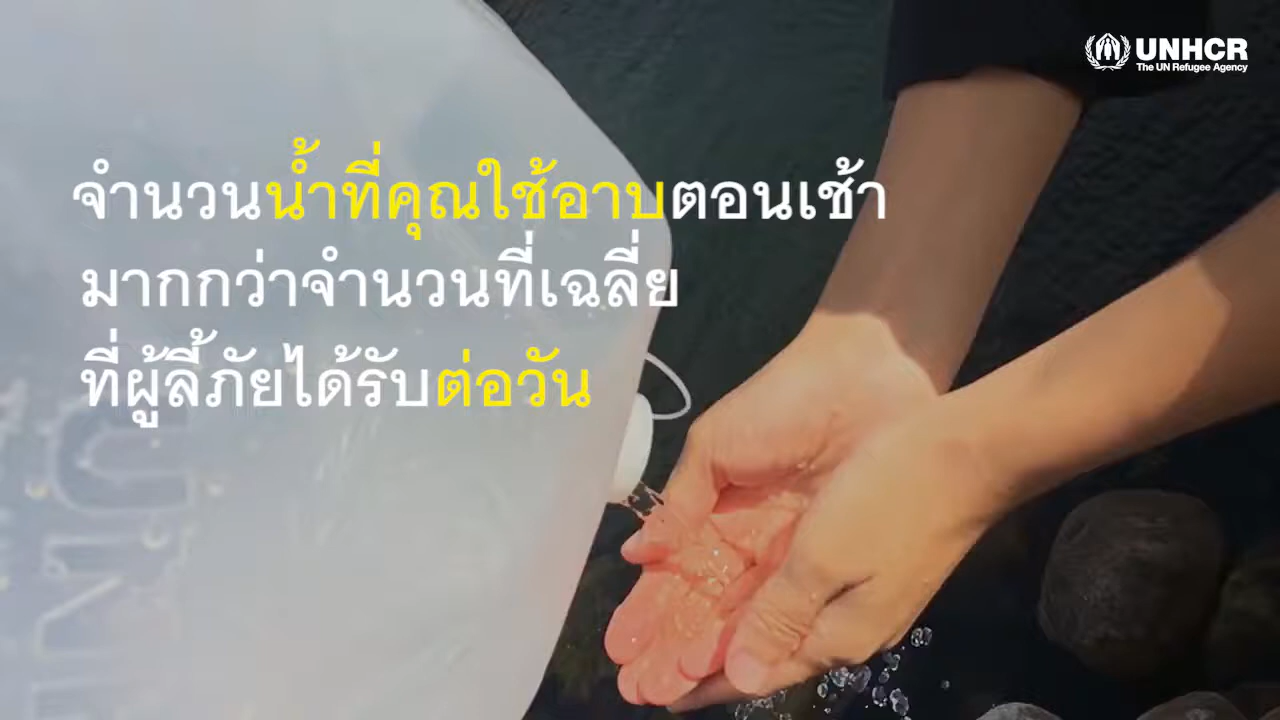 UNHCR
The UN Refugee Agency
จำนวนน้ำที่คุณใช้อาบตอนเช้า
มากกว่าจำนวนที่เฉลี่ย
ที่ผู้ลี้ภัยได้รับต่อวัน